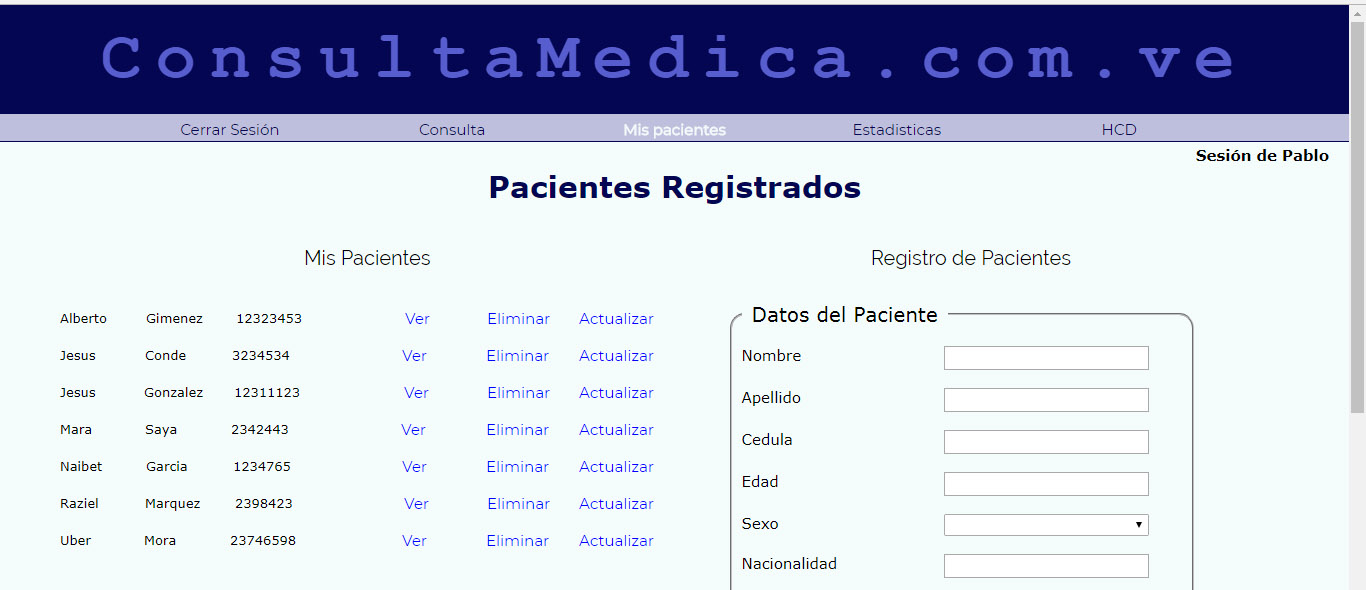 ConsultaMedica.com.ve
Cerrar Sesión Consulta Mis pacientes Estadisticas HCD
Sesión de Pablo
Pacientes Registrados
Mis Pacientes
Alberto Gimenez 12323453 Ver Eliminar Actualizar
Jesus Conde 3234534 Ver Eliminar Actualizar
Jesus Gonzalez 12311123 Ver Eliminar Actualizar
Mara Saya 2342443 Ver Eliminar Actualizar
Naibet Garcia 1234765 Ver Eliminar Actualizar
Raziel Marquez 2398423 Ver Eliminar Actualizar
Uber Mora 23746598 Ver Eliminar Actualizar
Registro de Pacientes
Datos del Paciente
Nombre
Apellido
Cedula
Edad
Sexo
Nacionalidad